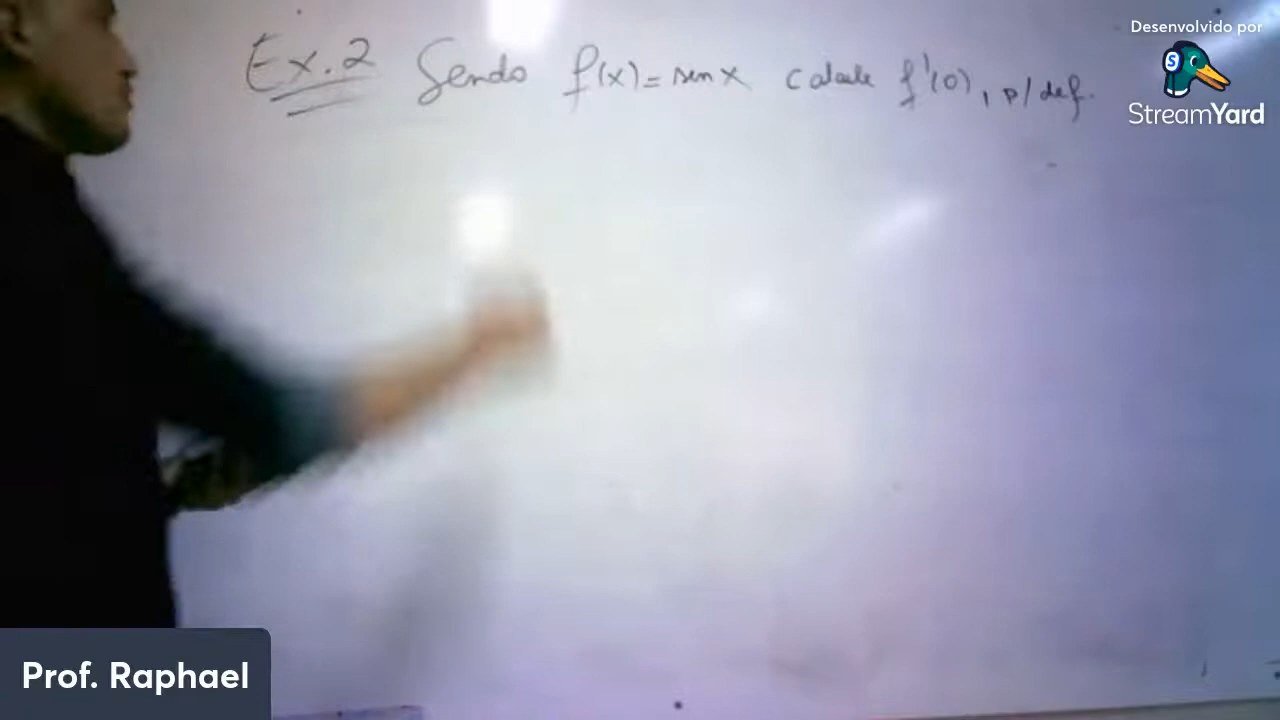 Ex.2 Sendo f(x)=sen x calcule f'(0), p/ def.
Desenvolvido por
StreamYard
Prof. Raphael